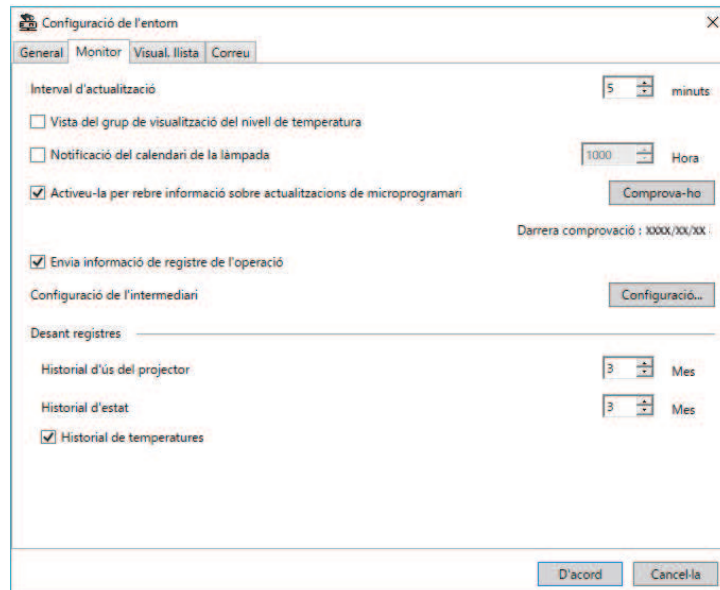 Configuració de l'entorn
General Monitor Visual. llista Correu
Interval d'actualització 5 minuts
Vista del grup de visualització del nivell de temperatura
Notificació del calendari de la làmpada 1000 Hora
Activeu-la per rebre informació sobre actualitzacions de microprogramari Comprova-ho
Darrera comprovació : XXXX/XX/XX
Envia informació de registre de l'operació
Configuració de l'intermediari Configuració...
Desant registres
Historial d'ús del projector 3 Mes
Historial d'estat 3 Mes
Historial de temperatures
D'acord Cancel·la